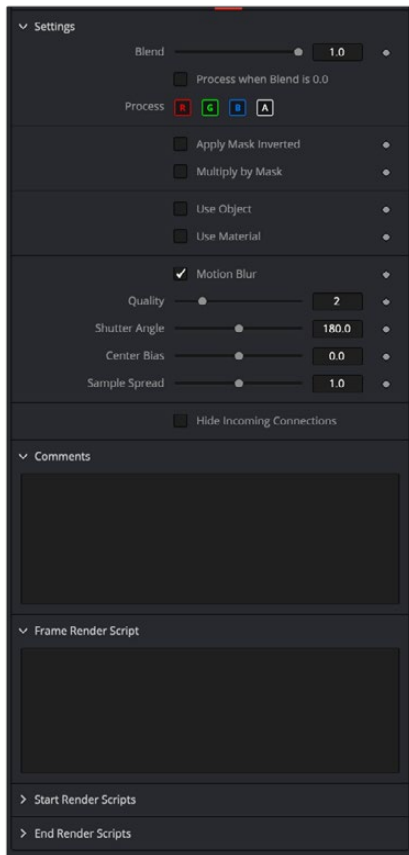 Settings
Blend 1.0
Process when Blend is 0.0
Process R G B A
Apply Mask Inverted
Multiply by Mask
Use Object
Use Material
Motion Blur
Quality 2
Shutter Angle 180.0
Center Bias 0.0
Sample Spread 1.0
Hide Incoming Connections
Comments
Frame Render Script
Start Render Scripts
End Render Scripts